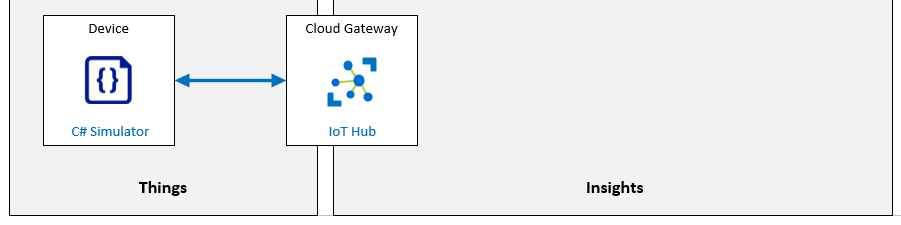 Device
Cloud Gateway
{}
C# Simulator
IoT Hub
Things
Insights